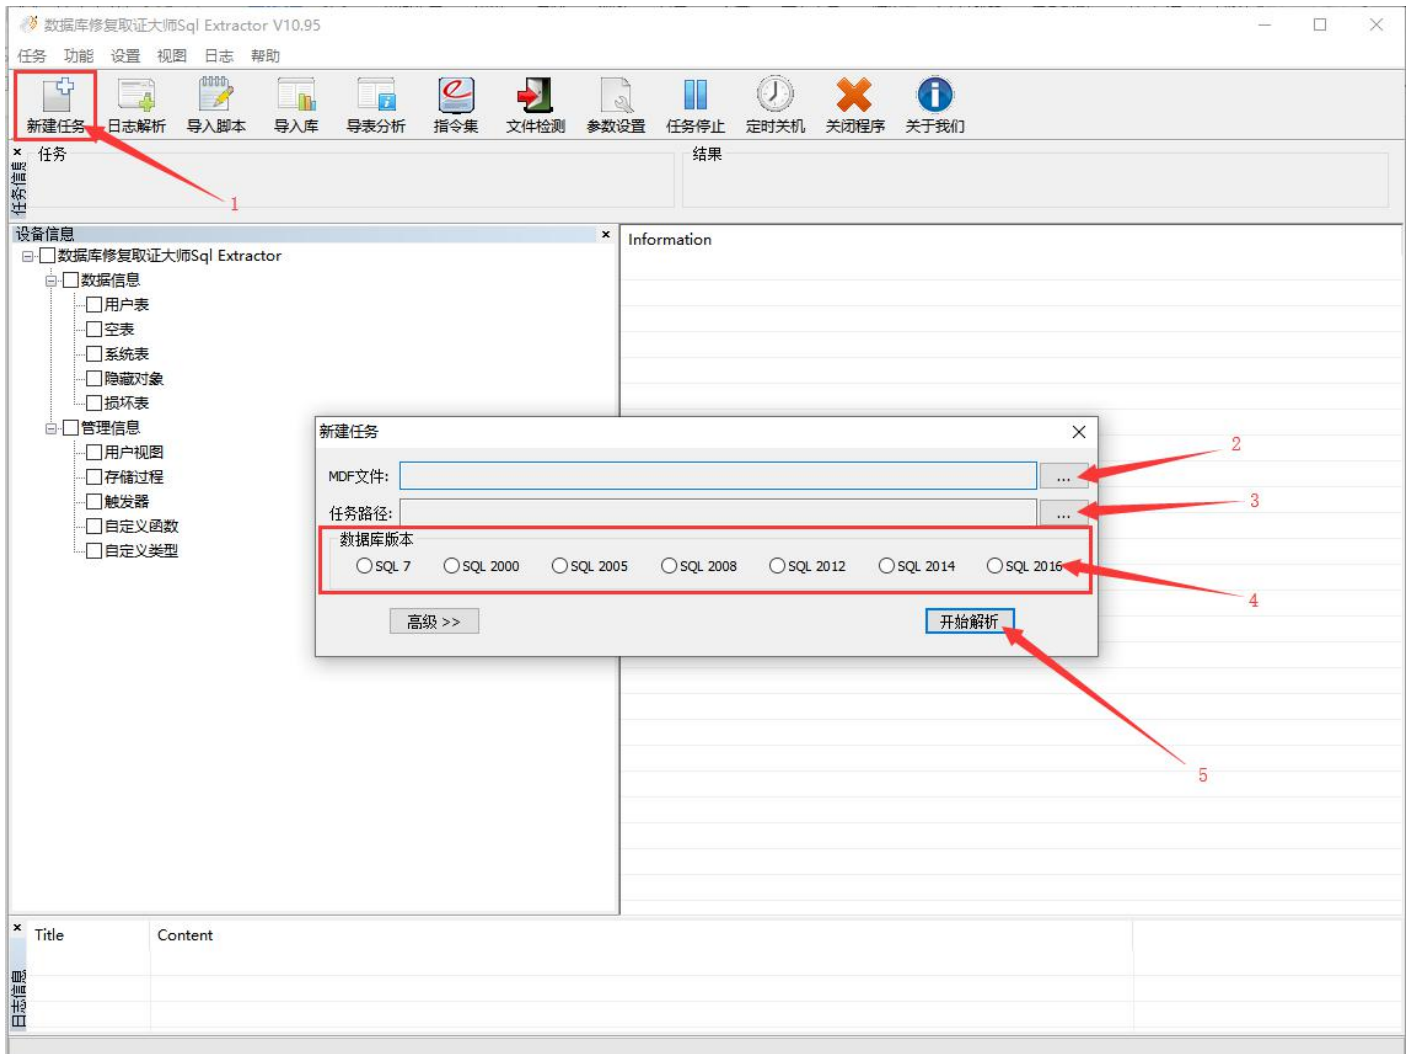 数据库修复取证大师Sql Extractor V10.95
任务 功能 设置 视图 日志 帮助
新建任务 日志解析 导入脚本 导入库 导表分析 指令集 文件检测 参数设置 任务停止 定时关机 关闭程序 关于我们
任务信息
任务
结果
1
设备信息
数据库修复取证大师Sql Extractor
数据信息
用户表
空表
系统表
隐藏对象
损坏表
管理信息
用户视图
存储过程
触发器
自定义函数
自定义类型
Information
新建任务
MDF文件: ...
2
任务路径: ...
3
数据库版本
SQL 7 SQL 2000 SQL 2005 SQL 2008 SQL 2012 SQL 2014 SQL 2016
4
高级 >> 开始解析
5
日志信息
Title Content